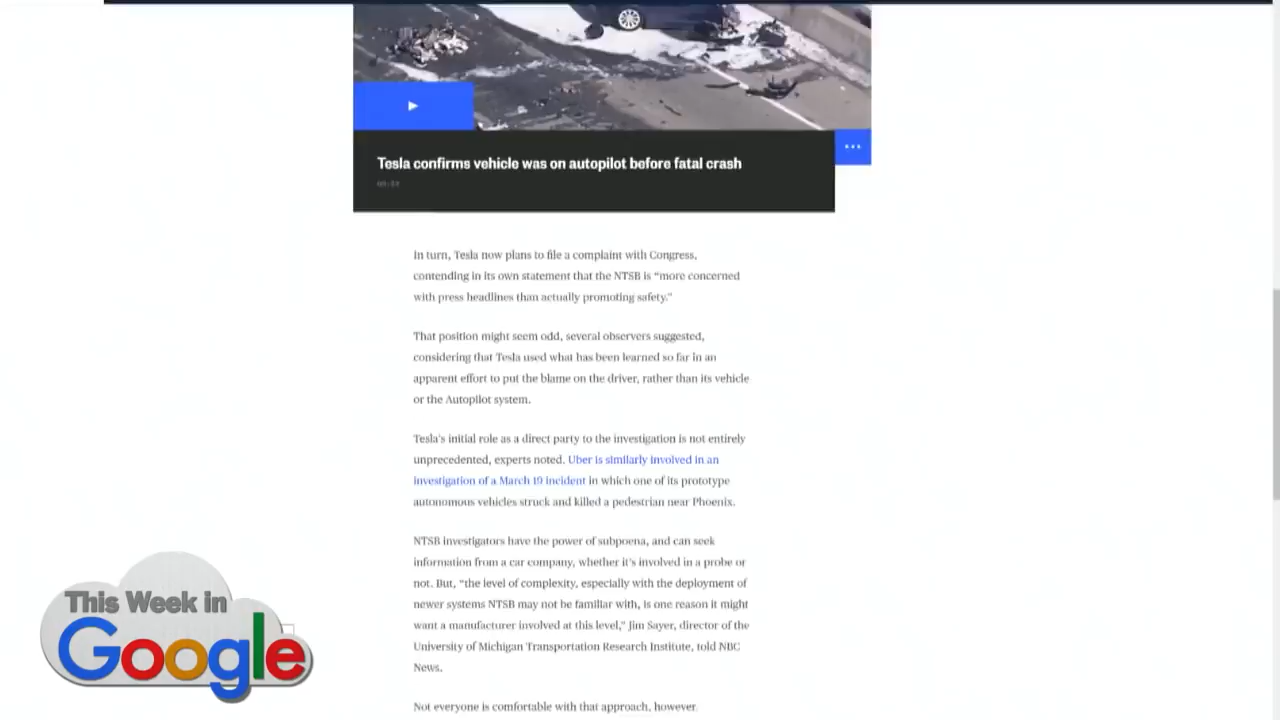 Tesla confirms vehicle was on autopilot before fatal crash
In turn, Tesla now plans to file a complaint with Congress,
contending in its own statement that the NTSB is “more concerned
with press headlines than actually promoting safety.”
That position might seem odd, several observers suggested,
considering that Tesla used what has been learned so far in an
apparent effort to put the blame on the driver, rather than its vehicle
or the Autopilot system.
Tesla's initial role as a direct party to the investigation is not entirely
unprecedented, experts noted. Uber is similarly involved in an
investigation of a March 19 incident in which one of its prototype
autonomous vehicles struck and killed a pedestrian near Phoenix.
NTSB investigators have the power of subpoena, and can seek
information from a car company, whether it's involved in a probe or
not. But, “the level of complexity, especially with the deployment of
newer systems NTSB may not be familiar with, is one reason it might
want a manufacturer involved at this level,” Jim Sayer, director of the
University of Michigan Transportation Research Institute, told NBC
News.
Not everyone is comfortable with that approach, however.
This Week in
Google